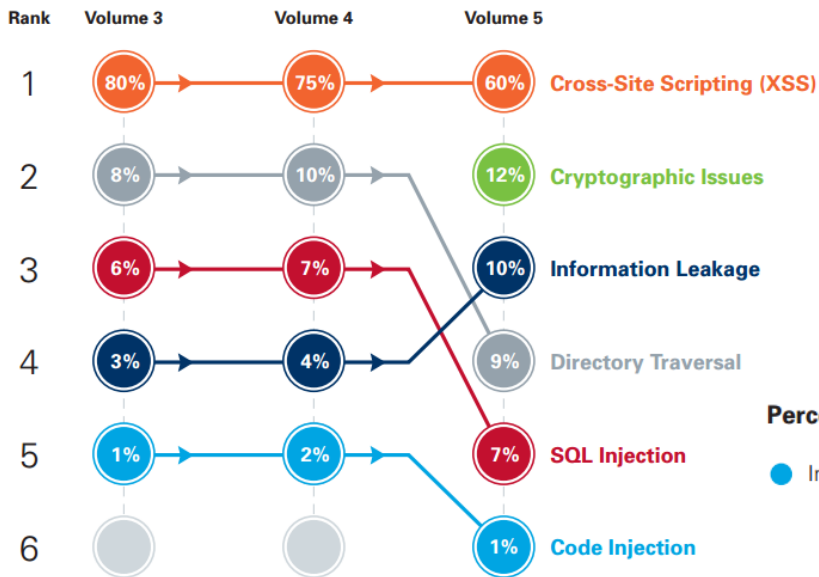 Rank Volume 3 Volume 4 Volume 5
1 80% 75% 60% Cross-Site Scripting (XSS)
2 8% 10% 12% Cryptographic Issues
3 6% 7% 10% Information Leakage
4 3% 4% 9% Directory Traversal
Perc
5 1% 2% 7% SQL Injection
6 1% Code Injection